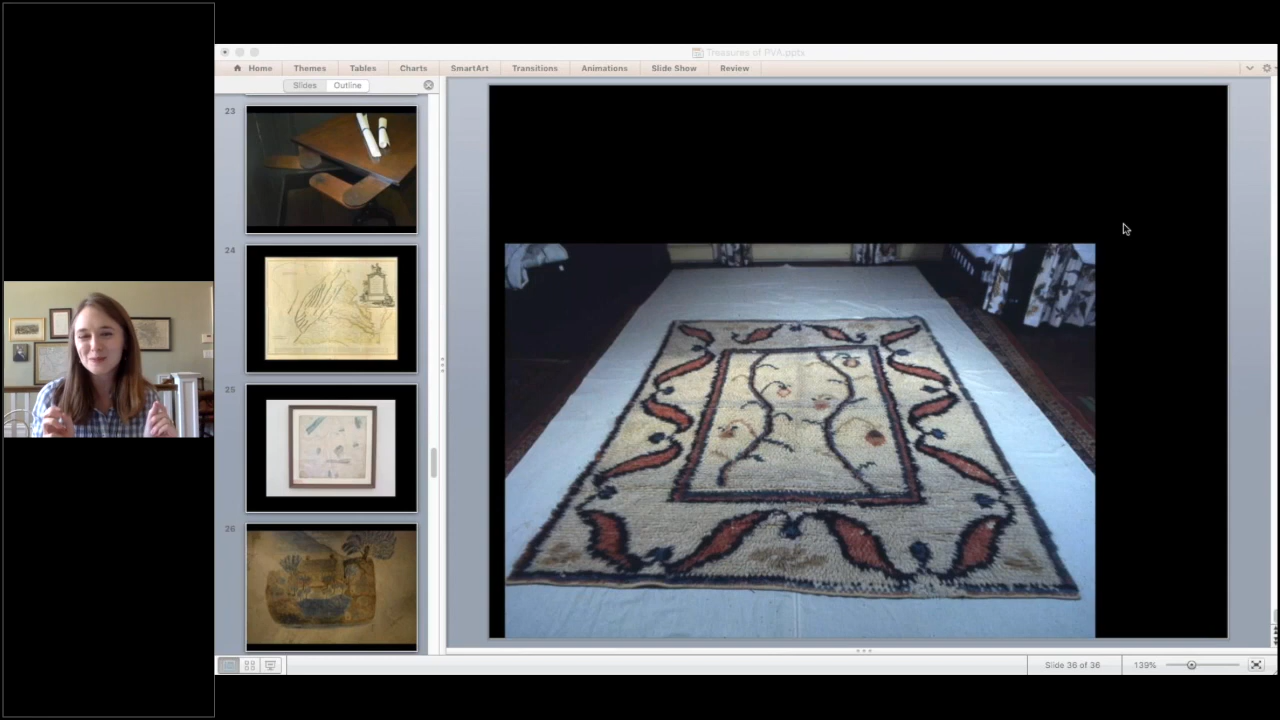 Treasures of PVA.pptx
Home Themes Tables Charts SmartArt Transitions Animations Slide Show Review
Slides Outline
23
24
25
26
Slide 36 of 36 139%